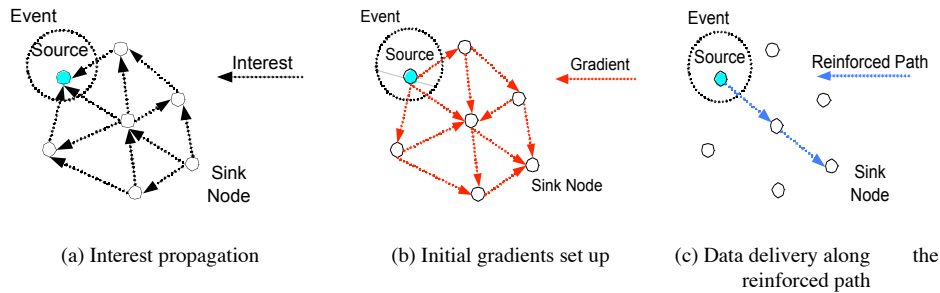 Event
Source
Interest
Sink
Node
(a) Interest propagation
Event
Source
Gradient
Sink Node
(b) Initial gradients set up
Event
Source
Reinforced Path
Sink
Node
(c) Data delivery along the
reinforced path